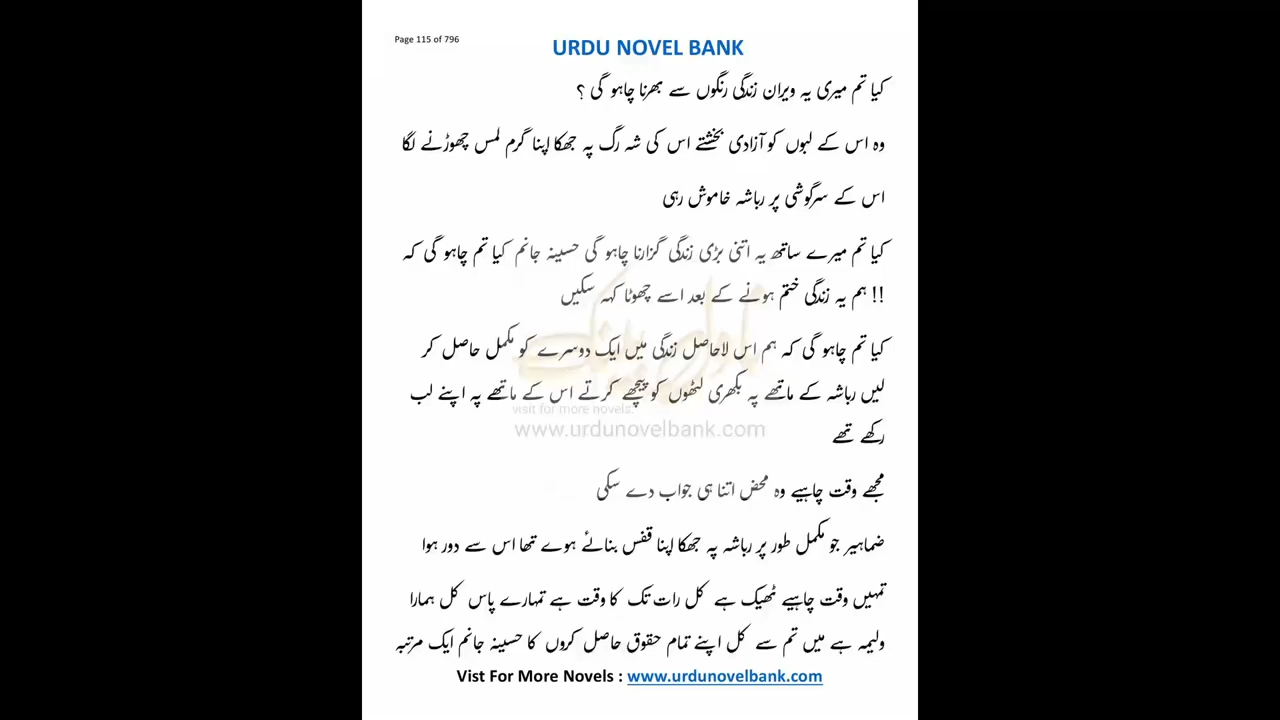 Page 115 of 796
URDU NOVEL BANK
کیا تم میری یہ ویران زندگی رنگوں سے بھرنا چاہو گی ؟
وہ اس کے لبوں کو آزادی بخشتے اس کی شہ رگ پہ جھکا اپنا گرم لمس چھوڑنے لگا
اس کے سرگوشی پر رباشہ خاموش رہی
کیا تم میرے ساتھ یہ اتنی بڑی زندگی گزارنا چاہو گی حسینہ جانم کیا تم چاہو گی کہ
!! ہم یہ زندگی ختم ہونے کے بعد اسے چھوٹا کہہ سکیں
کیا تم چاہو گی کہ ہم اس لاحاصل زندگی میں ایک دوسرے کو مکمل حاصل کر
لیں رباشہ کے ماتھے پہ بکھری لٹھوں کو پیچھے کرتے اس کے ماتھے پہ اپنے لب
رکھے تھے
visit for more novels:
www.urdunovelbank.com
مجھے وقت چاہیے وہ محض اتنا ہی جواب دے سکی
ضماہیر جو مکمل طور پر رباشہ پہ جھکا اپنا قفس بنائے ہوے تھا اس سے دور ہوا
تمہیں وقت چاہیے ٹھیک ہے کل رات تک کا وقت ہے تمہارے پاس کل ہمارا
ولیمہ ہے میں تم سے کل اپنے تمام حقوق حاصل کروں کا حسینہ جانم ایک مرتبہ
Vist For More Novels : www.urdunovelbank.com